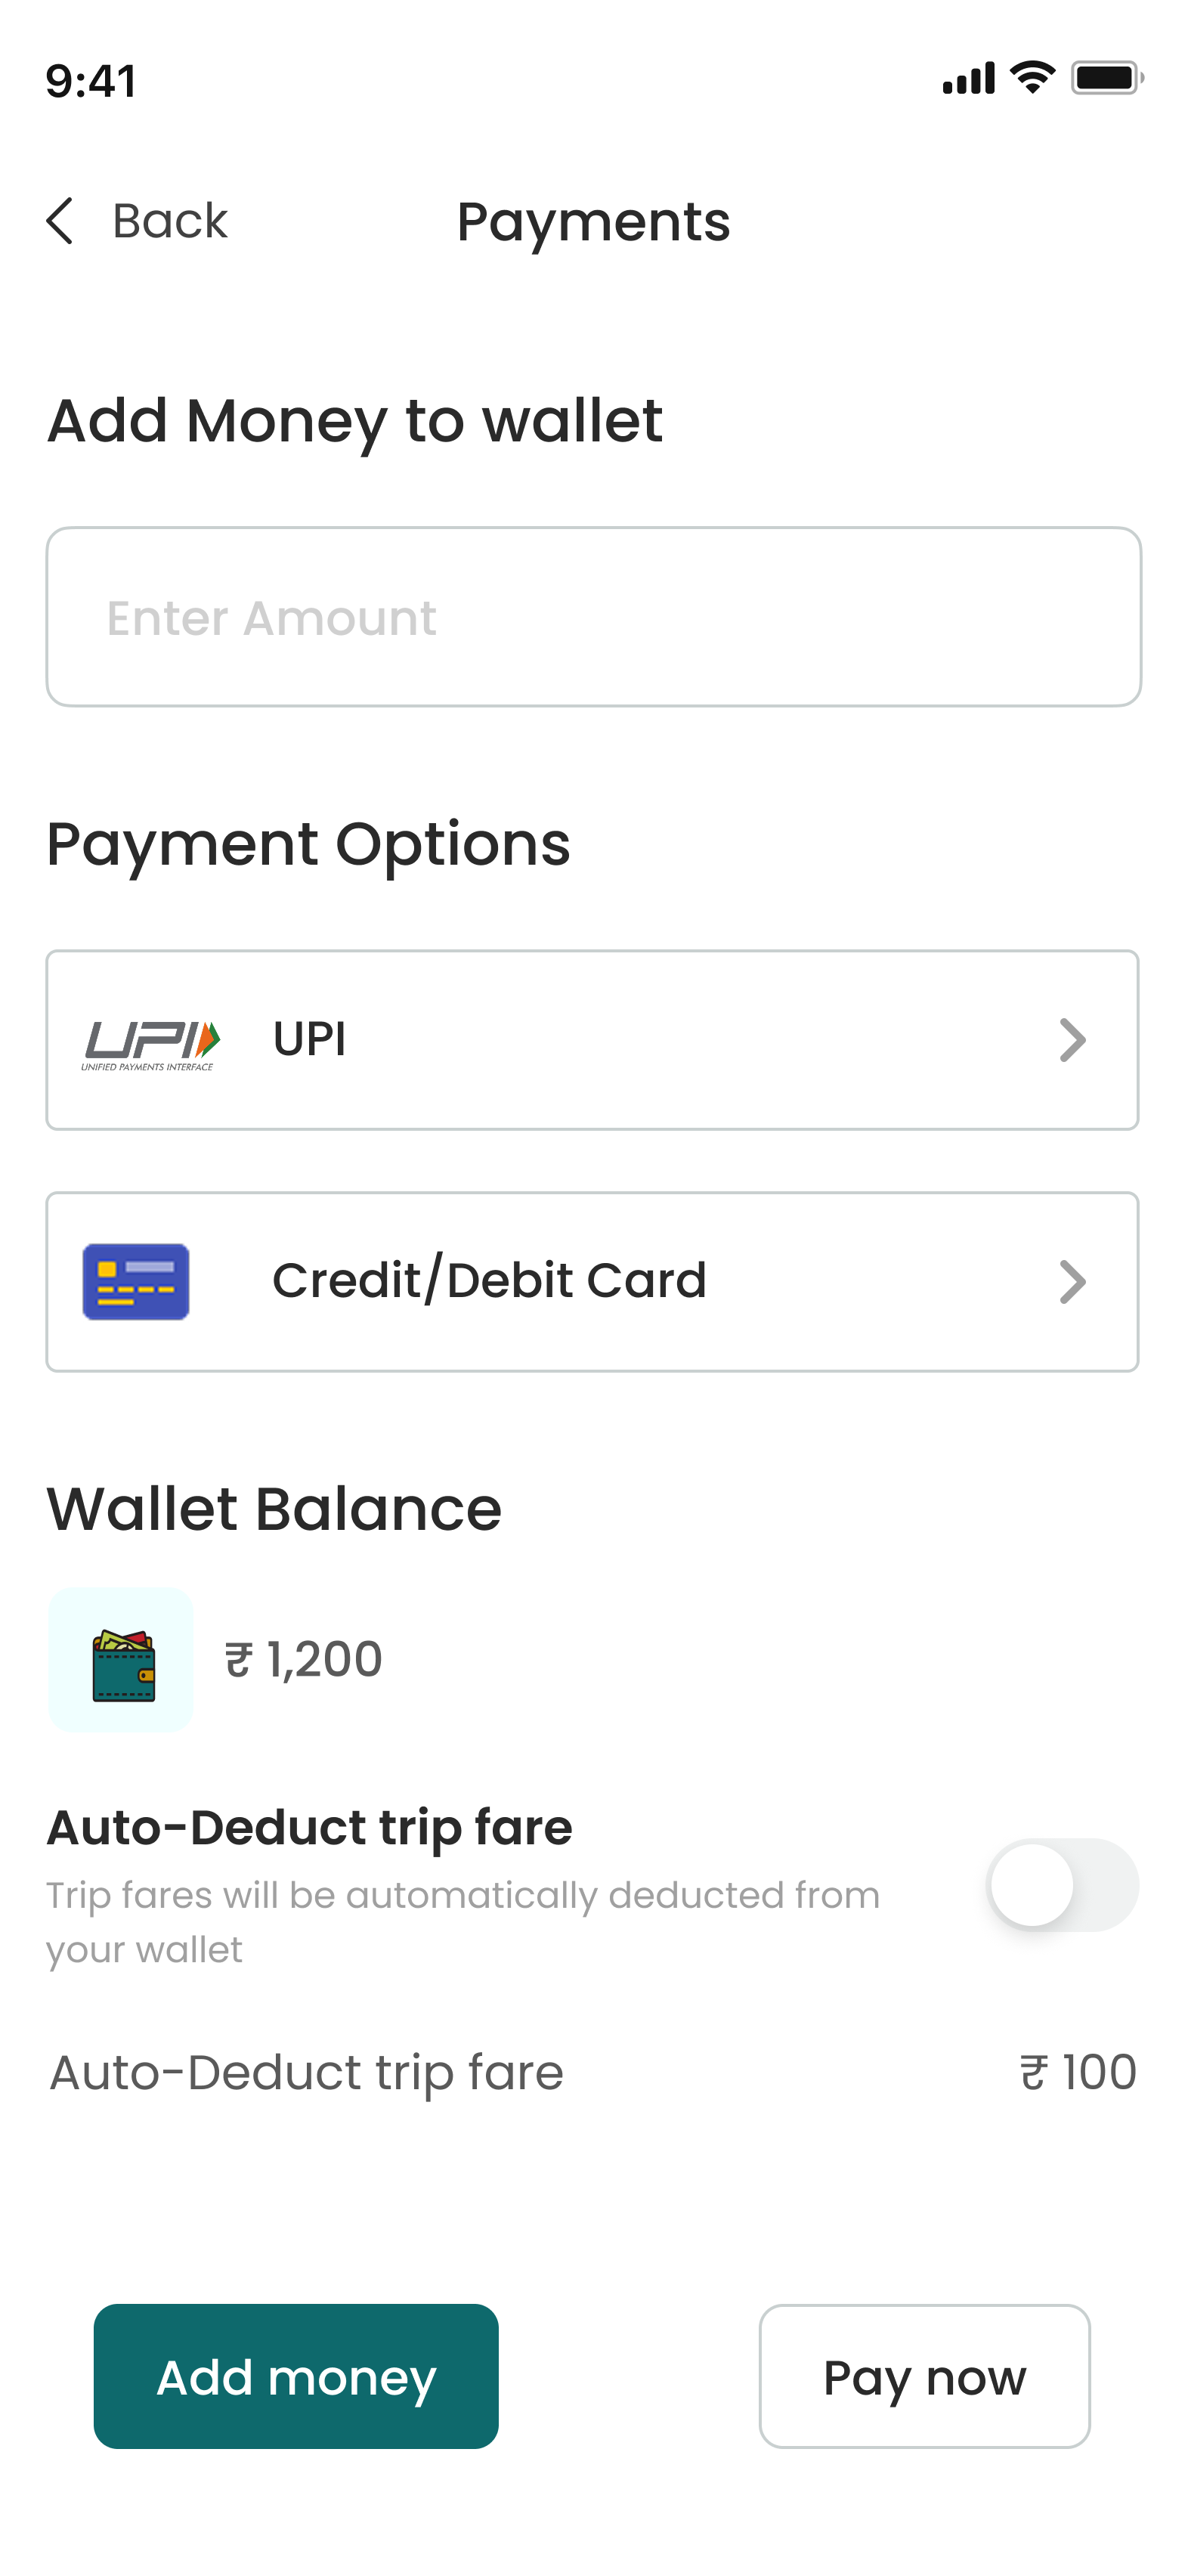 9:41
Back
Payments
Add Money to wallet
Enter Amount
Payment Options
UPI
UNIFIED PAYMENTS INTERFACE
UPI
Credit/Debit Card
Wallet Balance
₹ 1,200
Auto-Deduct trip fare
Trip fares will be automatically deducted from
your wallet
Auto-Deduct trip fare
₹ 100
Add money
Pay now